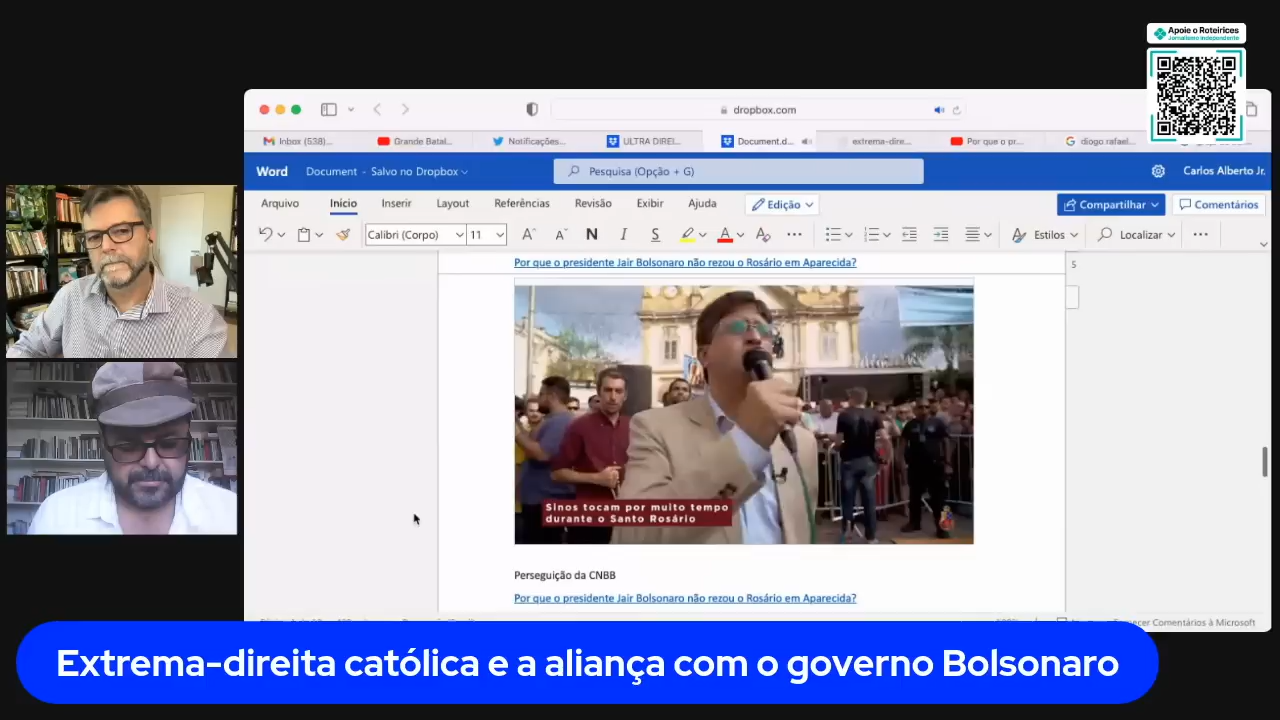 Apoie o Roteirices
Jornalismo Independente
dropbox.com
Inbox (538)...
Grande Batal...
Notificações...
ULTRA DIREI...
Document.d...
extrema-dire...
Por que o pr...
diogo rafael...
Word
Document - Salvo no Dropbox
Pesquisa (Opção + G)
Carlos Alberto Jr.
Arquivo
Início
Inserir
Layout
Referências
Revisão
Exibir
Ajuda
Edição
Compartilhar
Comentários
Calibri (Corpo)
11
N
I
S
Estilos
Localizar
Por que o presidente Jair Bolsonaro não rezou o Rosário em Aparecida?
5
Sinos tocam por muito tempo
durante o Santo Rosário
Perseguição da CNBB
Por que o presidente Jair Bolsonaro não rezou o Rosário em Aparecida?
Comentários à Microsoft
Extrema-direita católica e a aliança com o governo Bolsonaro